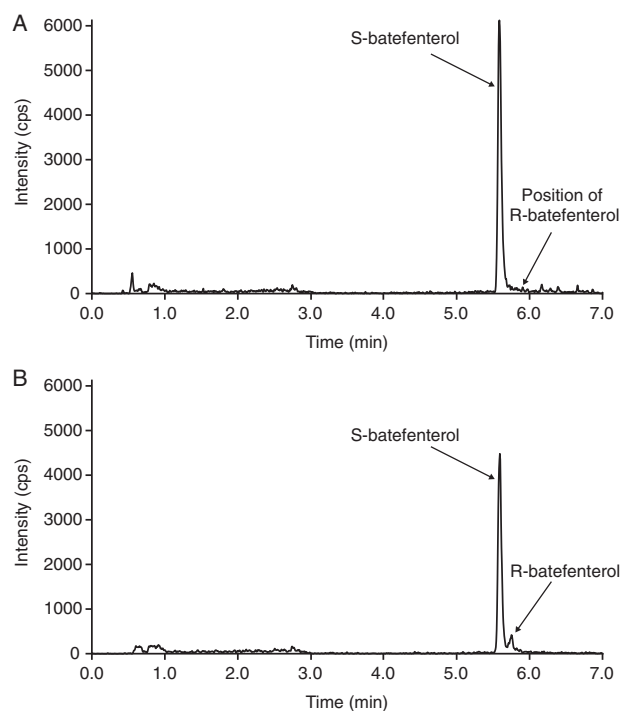 A
6000
5000
4000
3000
2000
1000
0
Intensity (cps)
S-batefenterol
Position of
R-batefenterol
0.0 1.0 2.0 3.0 4.0 5.0 6.0 7.0
Time (min)
B
6000
5000
4000
3000
2000
1000
0
Intensity (cps)
S-batefenterol
R-batefenterol
0.0 1.0 2.0 3.0 4.0 5.0 6.0 7.0
Time (min)